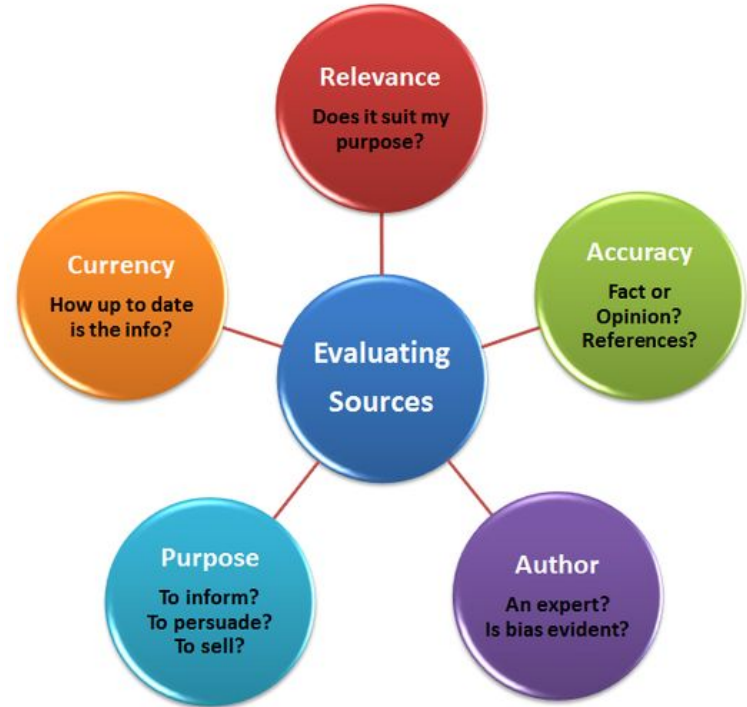 Relevance
Does it suit my
purpose?
Currency
How up to date
is the info?
Accuracy
Fact or
Opinion?
References?
Evaluating
Sources
Purpose
To inform?
To persuade?
To sell?
Author
An expert?
Is bias evident?